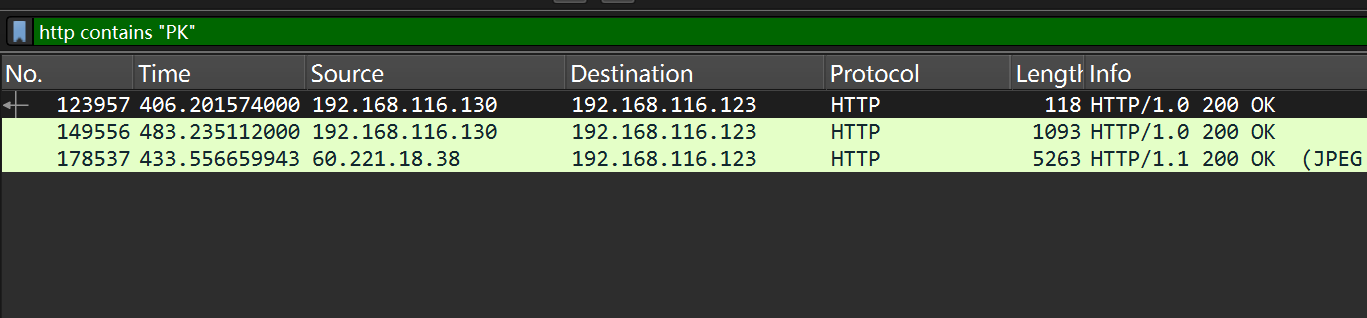 http contains "PK"
No. Time Source Destination Protocol Length Info
123957 406.201574000 192.168.116.130 192.168.116.123 HTTP 118 HTTP/1.0 200 OK
149556 483.235112000 192.168.116.130 192.168.116.123 HTTP 1093 HTTP/1.0 200 OK
178537 433.556659943 60.221.18.38 192.168.116.123 HTTP 5263 HTTP/1.1 200 OK (JPEG